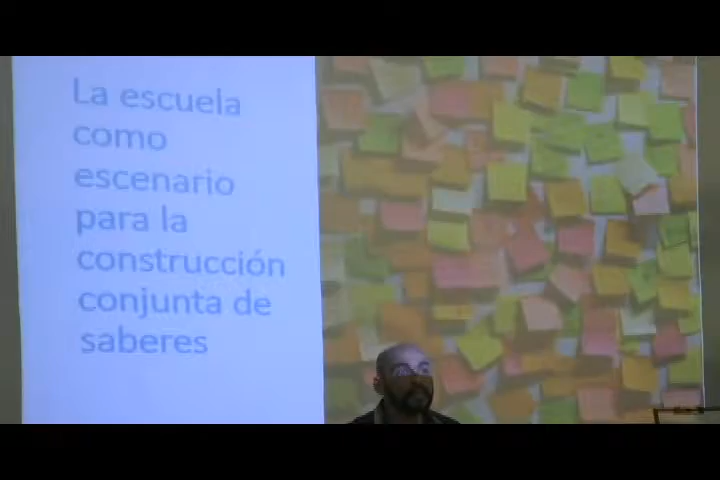 La escuela
como
escenario
para la
construcción
conjunta de
saberes